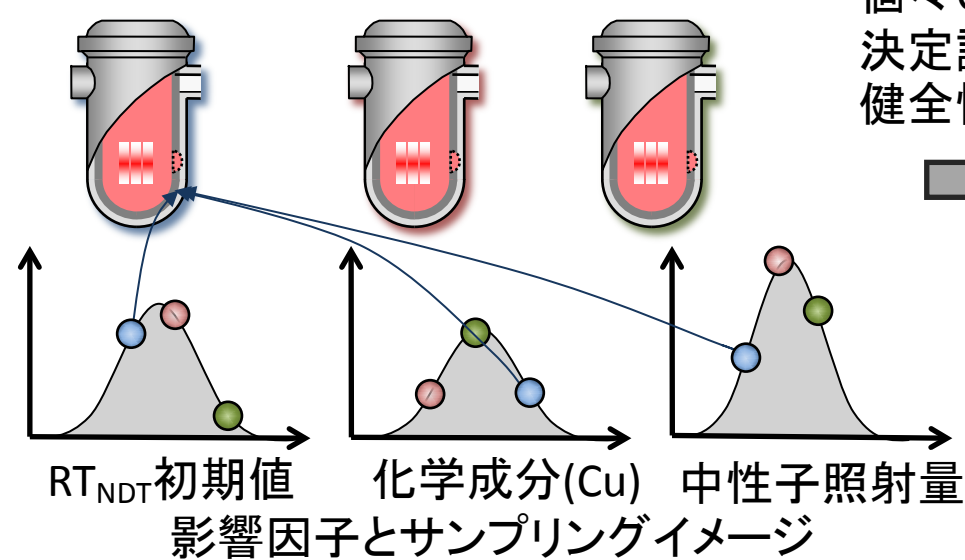 決定
健全
RT_NDT初期値
化学成分(Cu)
中性子照射量
影響因子とサンプリングイメージ